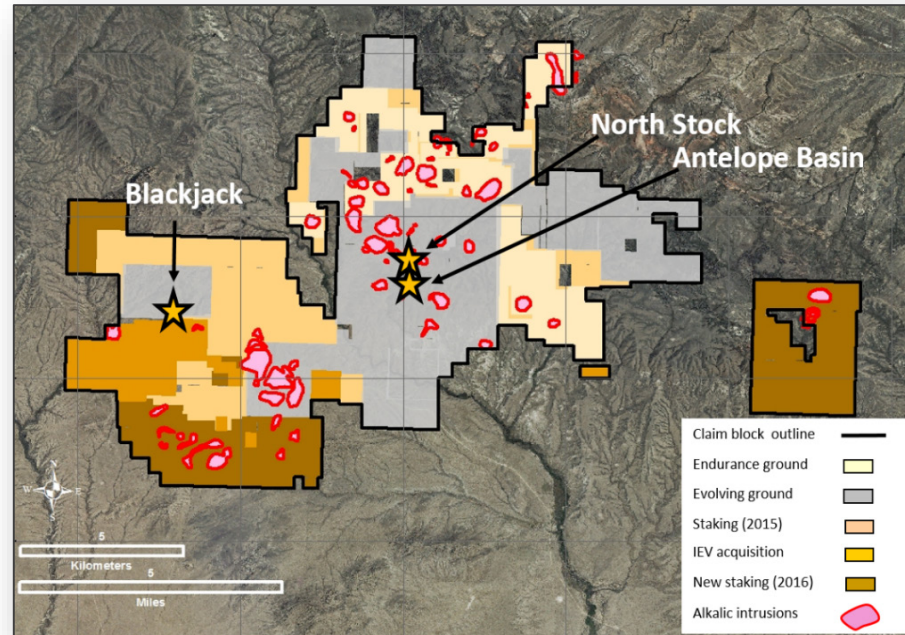 North Stock
Antelope Basin
Blackjack
Claim block outline
Endurance ground
Evolving ground
Staking (2015)
IEV acquisition
New staking (2016)
Alkalic intrusions
N
W
E
S
5
Kilometers
5
Miles